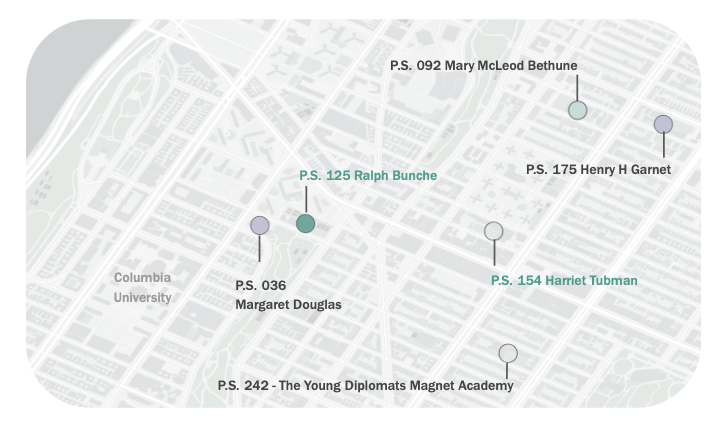 P.S. 092 Mary McLeod Bethune
P.S. 175 Henry H Garnet
P.S. 125 Ralph Bunche
Columbia
University
P.S. 036
Margaret Douglas
P.S. 154 Harriet Tubman
P.S. 242 - The Young Diplomats Magnet Academy